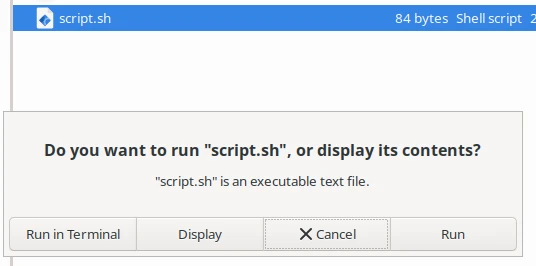 script.sh 84 bytes Shell script 2
Do you want to run "script.sh", or display its contents?
"script.sh" is an executable text file.
Run in Terminal Display Cancel Run